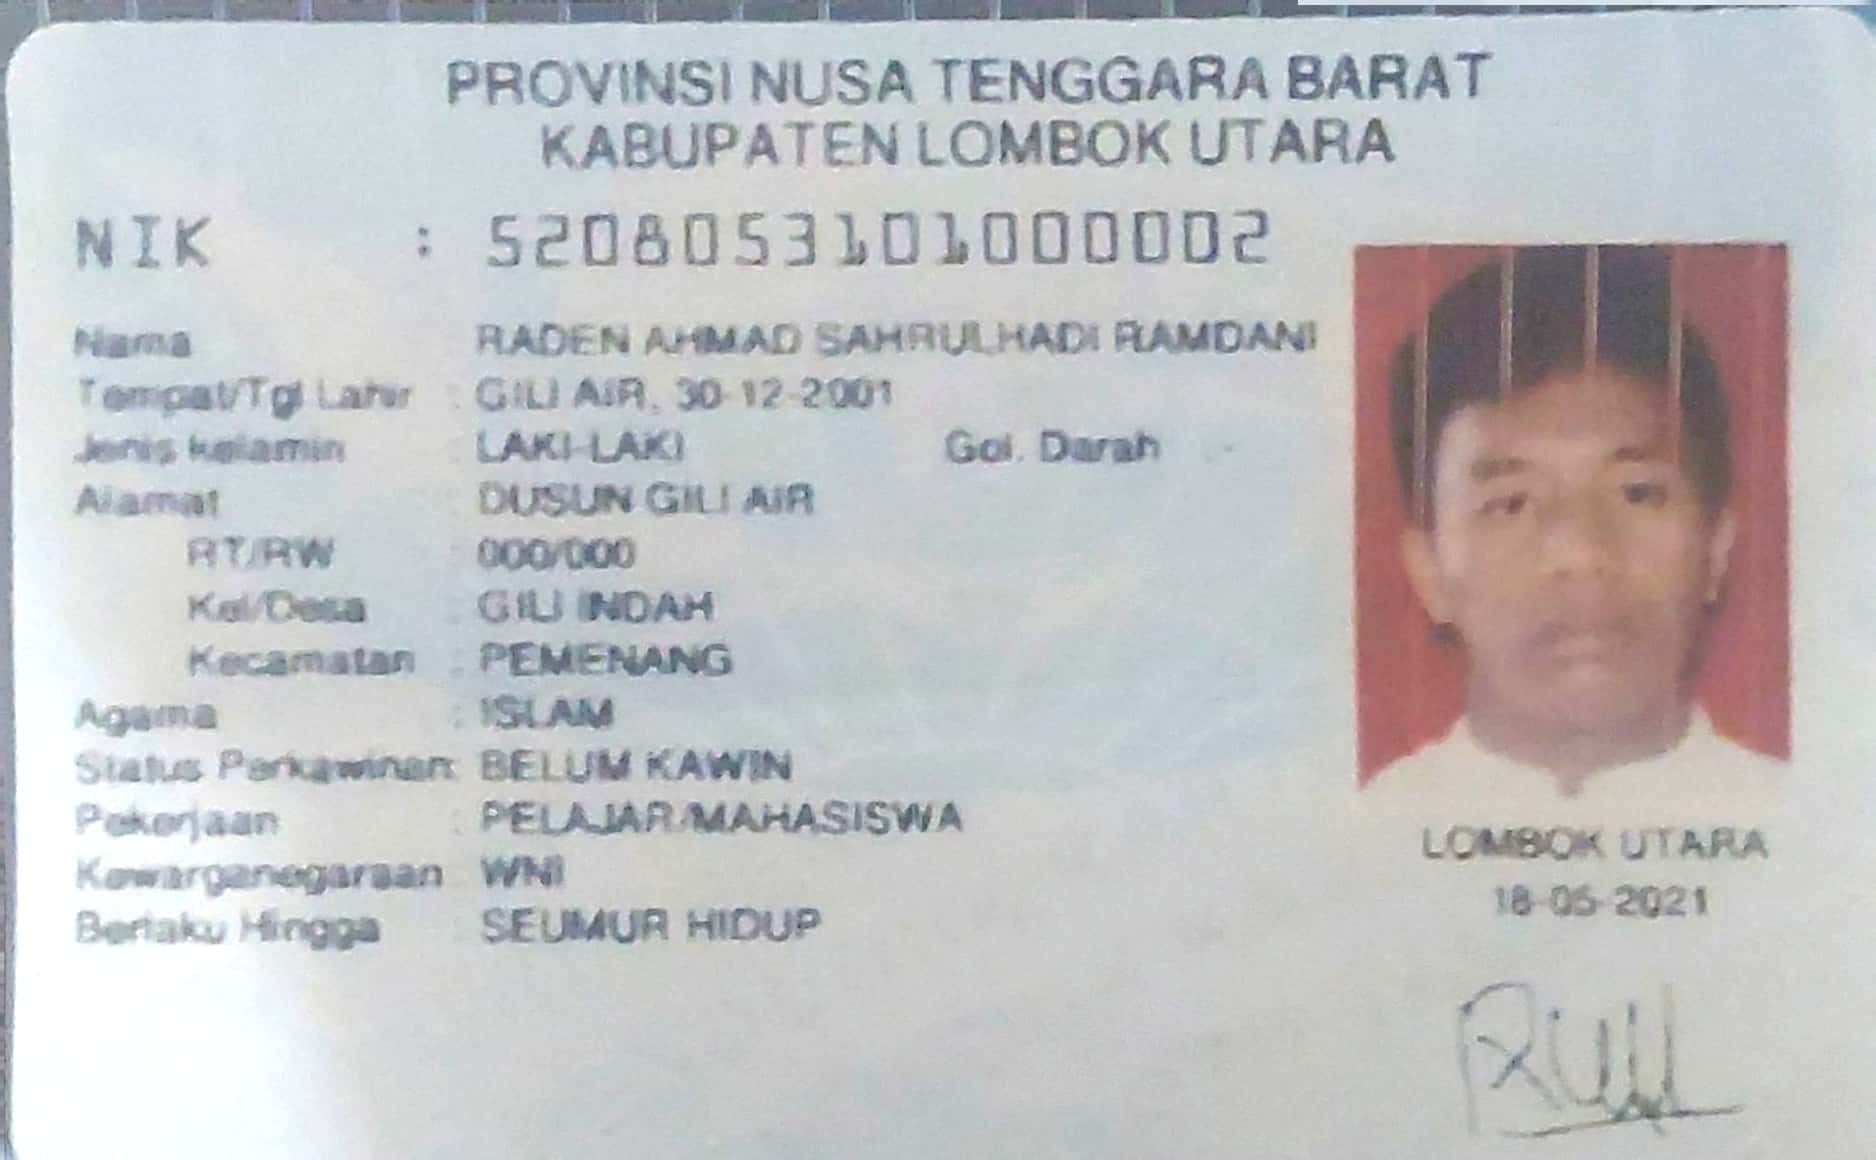 PROVINSI NUSA TENGGARA BARAT
KABUPATEN LOMBOK UTARA
NIK : 5208053101000002
Nama RADEN AHMAD SAHRULHADI RAMDANI
Tempat/Tgl Lahir : GILI AIR, 30-12-2001
Jenis kelamin : LAKI-LAKI Gol. Darah : -
Alamat : DUSUN GILI AIR
RT/RW : 000/000
Kel/Desa : GILI INDAH
Kecamatan : PEMENANG
Agama : ISLAM
Status Perkawinan: BELUM KAWIN
Pekerjaan : PELAJAR/MAHASISWA
Kewarganegaraan : WNI
Berlaku Hingga : SEUMUR HIDUP
LOMBOK UTARA
18-05-2021